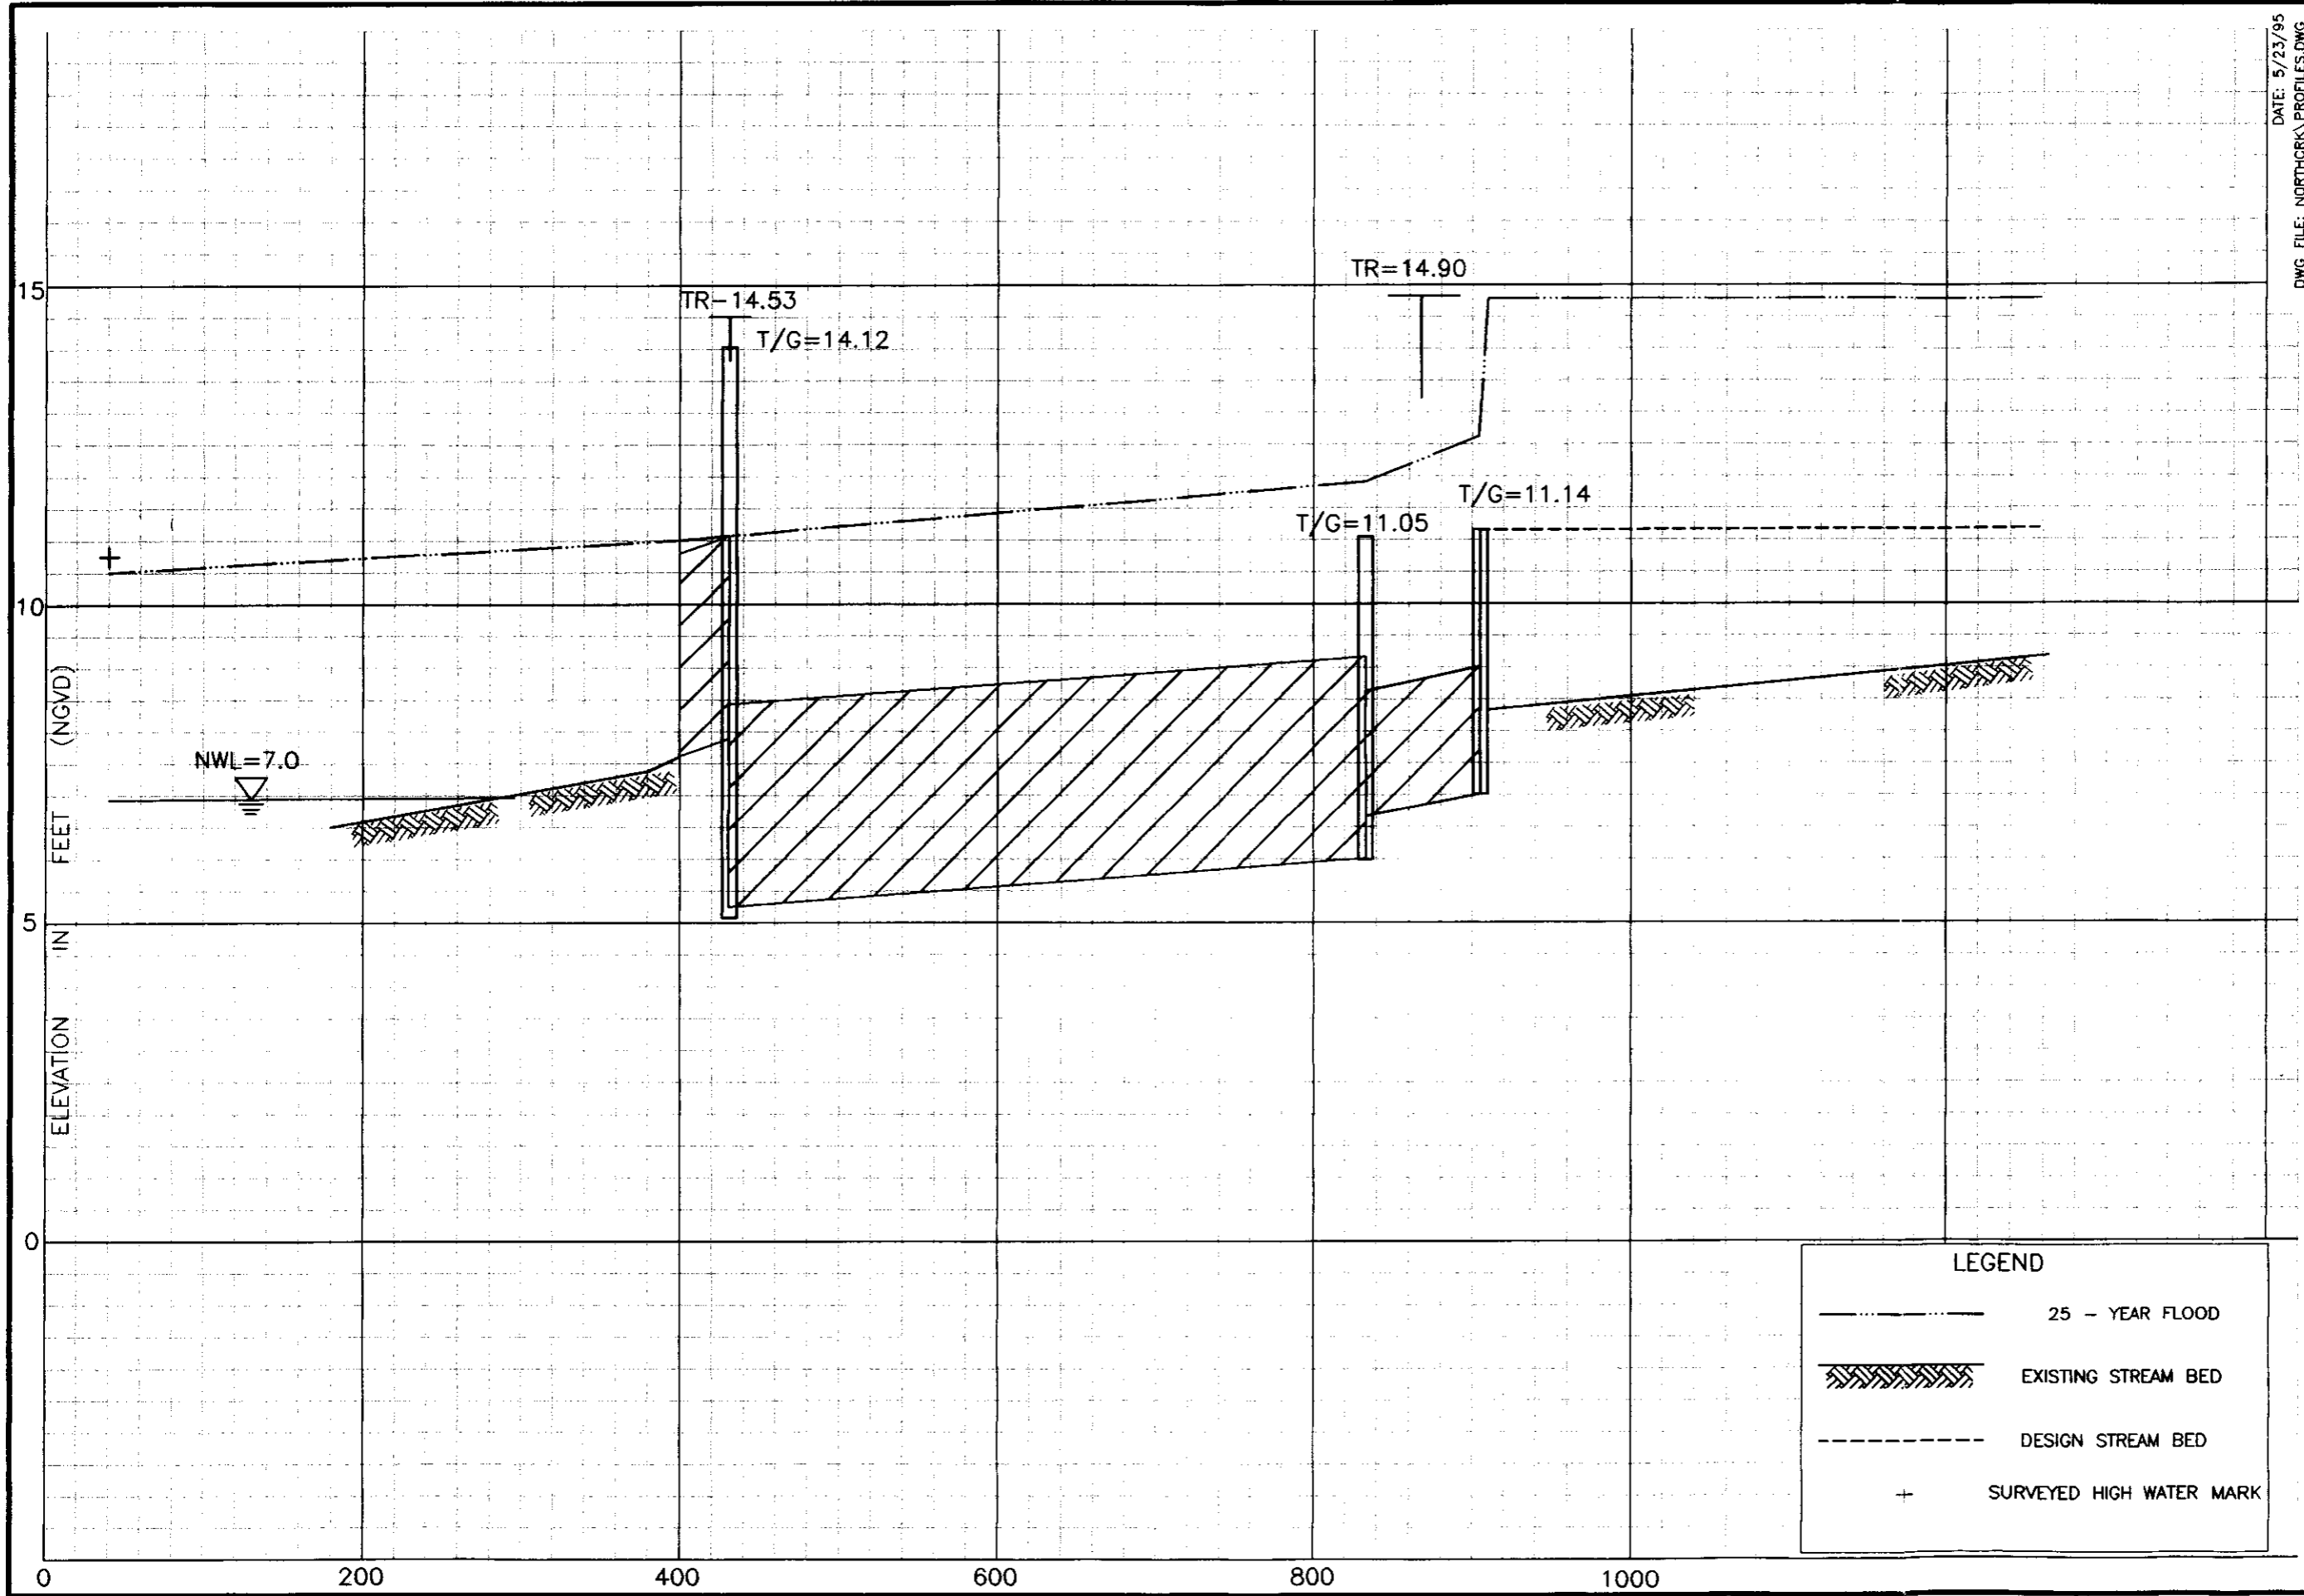 DATE: 5/23/95
DWG FILE: NORTHCRK\PROFILES.DWG
15
TR=14.90
TR-14.53
T/G=14.12
T/G=11.14
T/G=11.05
10
NWL=7.0
5
ELEVATION IN FEET (NGVD)
0
LEGEND
25 - YEAR FLOOD
EXISTING STREAM BED
DESIGN STREAM BED
+ SURVEYED HIGH WATER MARK
0 200 400 600 800 1000